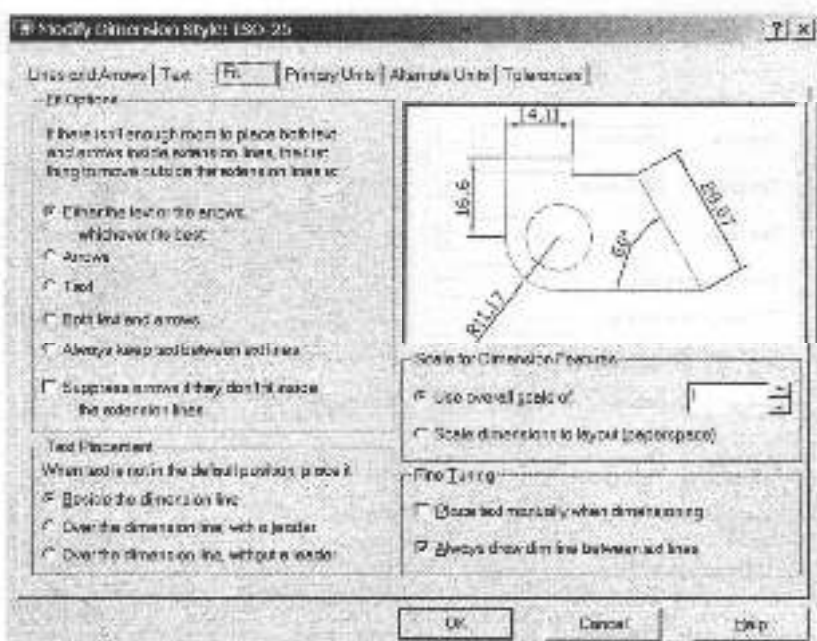 Modify Dimension Style: ISO-25
Lines and Arrows Text Fit Primary Units Alternate Units Tolerances
Fit Options
If there isn't enough room to place both text
and arrows inside extension lines, the first
thing to move outside the extension lines is:
Either the text or the arrows,
whichever fits best
Arrows
Text
Both text and arrows
Always keep text between ext lines
Suppress arrows if they don't fit inside
the extension lines
Text Placement
When text is not in the default position, place it
Beside the dimension line
Over the dimension line, with a leader
Over the dimension line, without a leader
14,11
16,6
60°
R11,17
Scale for Dimension Features
Use overall scale of:
1
Scale dimensions to layout (paperspace)
Fine Tuning
Place text manually when dimensioning
Always draw dim line between ext lines
OK Cancel Help